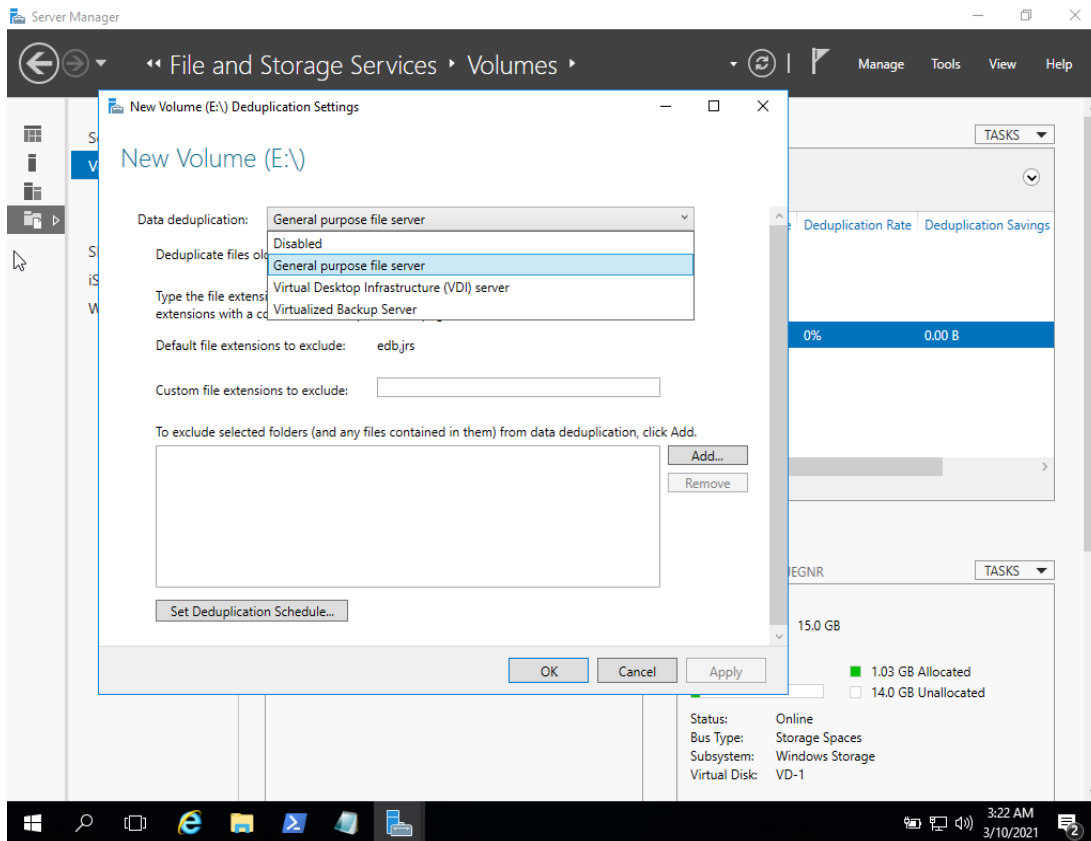 Server Manager
File and Storage Services Volumes
Manage Tools View Help
New Volume (E:\) Deduplication Settings
TASKS
New Volume (E:\)
Data deduplication: General purpose file server
Deduplication Rate Deduplication Savings
Disabled
Deduplicate files
General purpose file server
Virtual Desktop Infrastructure (VDI) server
Type the file
Virtualized Backup Server
extensions with a
0% 0.00 B
Default file extensions to exclude: edb,jrs
Custom file extensions to exclude:
To exclude selected folders (and any files contained in them) from data deduplication, click Add.
Add...
Remove
TASKS
Set Deduplication Schedule...
15.0 GB
OK Cancel Apply
1.03 GB Allocated
14.0 GB Unallocated
Status: Online
Bus Type: Storage Spaces
Subsystem: Windows Storage
Virtual Disk: VD-1
3:22 AM
3/10/2021
2